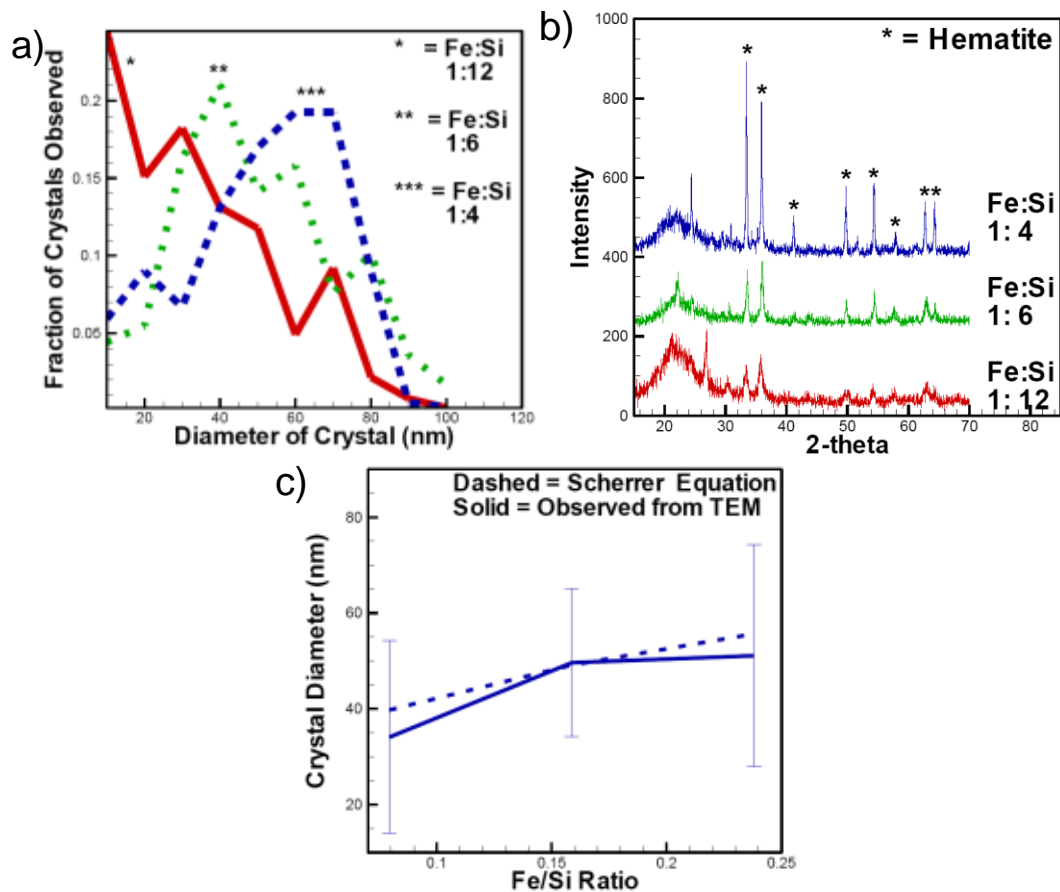 a)
* = Fe:Si
1:12
** = Fe:Si
1:6
*** = Fe:Si
1:4
*
**
***
0.2
0.15
0.1
0.05
20
40
60
80
100
120
Fraction of Crystals Observed
Diameter of Crystal (nm)
b)
* = Hematite
1000
800
600
400
200
0
Intensity
* * * * * * **
Fe:Si
1: 4
Fe:Si
1: 6
Fe:Si
1: 12
20
30
40
50
60
70
80
2-theta
c)
Dashed = Scherrer Equation
Solid = Observed from TEM
80
60
40
20
Crystal Diameter (nm)
0.1
0.15
0.2
0.25
Fe/Si Ratio